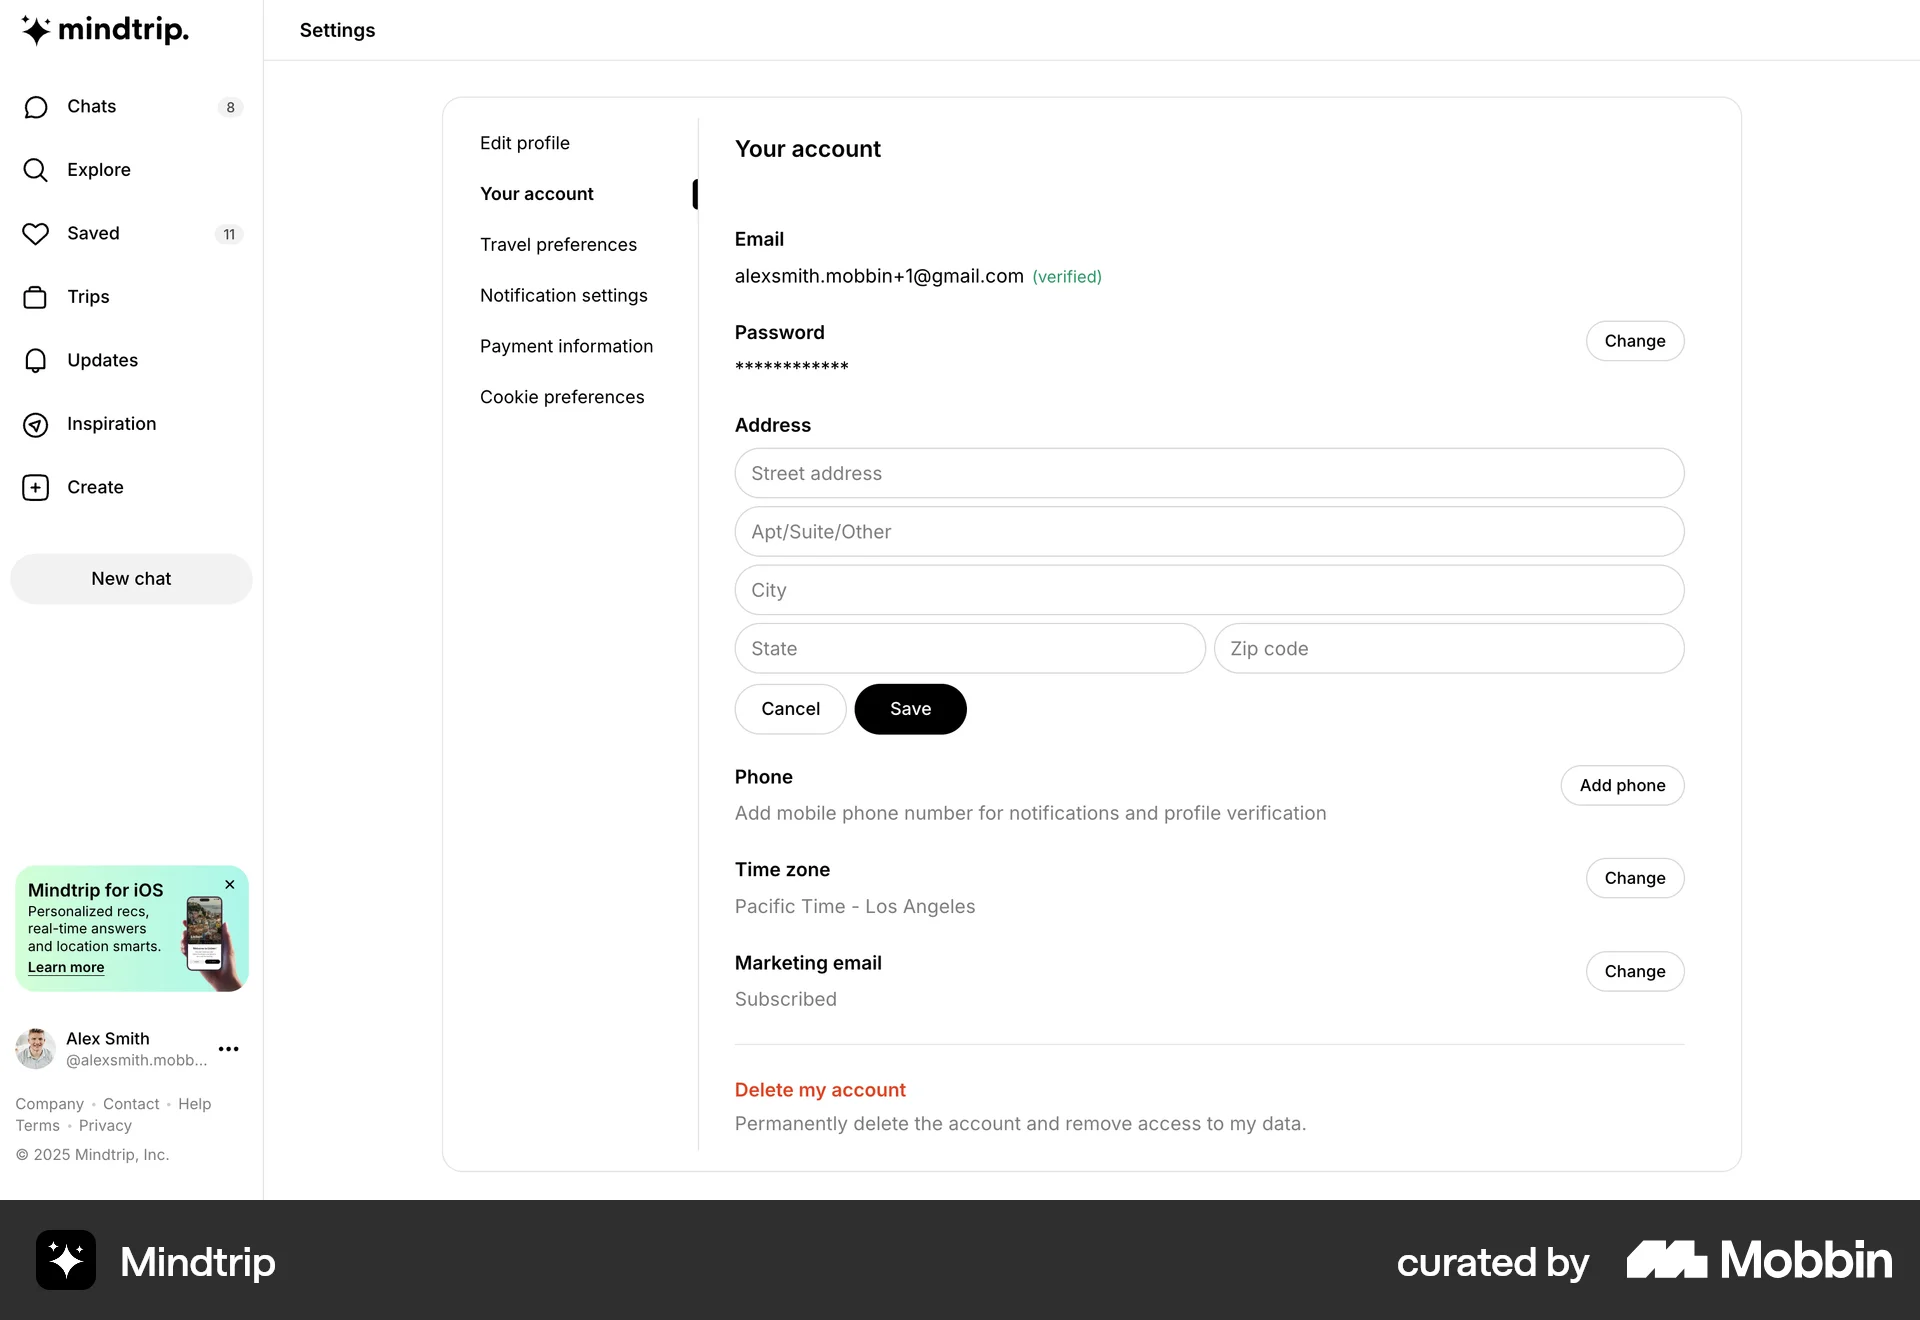 mindtrip.
Chats
8
Explore
Saved
11
Trips
Updates
Inspiration
Create
New chat
Mindtrip for iOS
Personalized recs,
real-time answers
and location smarts.
Learn more
Alex Smith
@alexsmith.mobb...
Company • Contact • Help
Terms • Privacy
© 2025 Mindtrip, Inc.
Settings
Edit profile
Your account
Travel preferences
Notification settings
Payment information
Cookie preferences
Your account
Email
alexsmith.mobbin+1@gmail.com (verified)
Password
Change
************
Address
Street address
Apt/Suite/Other
City
State
Zip code
Cancel
Save
Phone
Add phone
Add mobile phone number for notifications and profile verification
Time zone
Change
Pacific Time - Los Angeles
Marketing email
Change
Subscribed
Delete my account
Permanently delete the account and remove access to my data.
Mindtrip
curated by
Mobbin